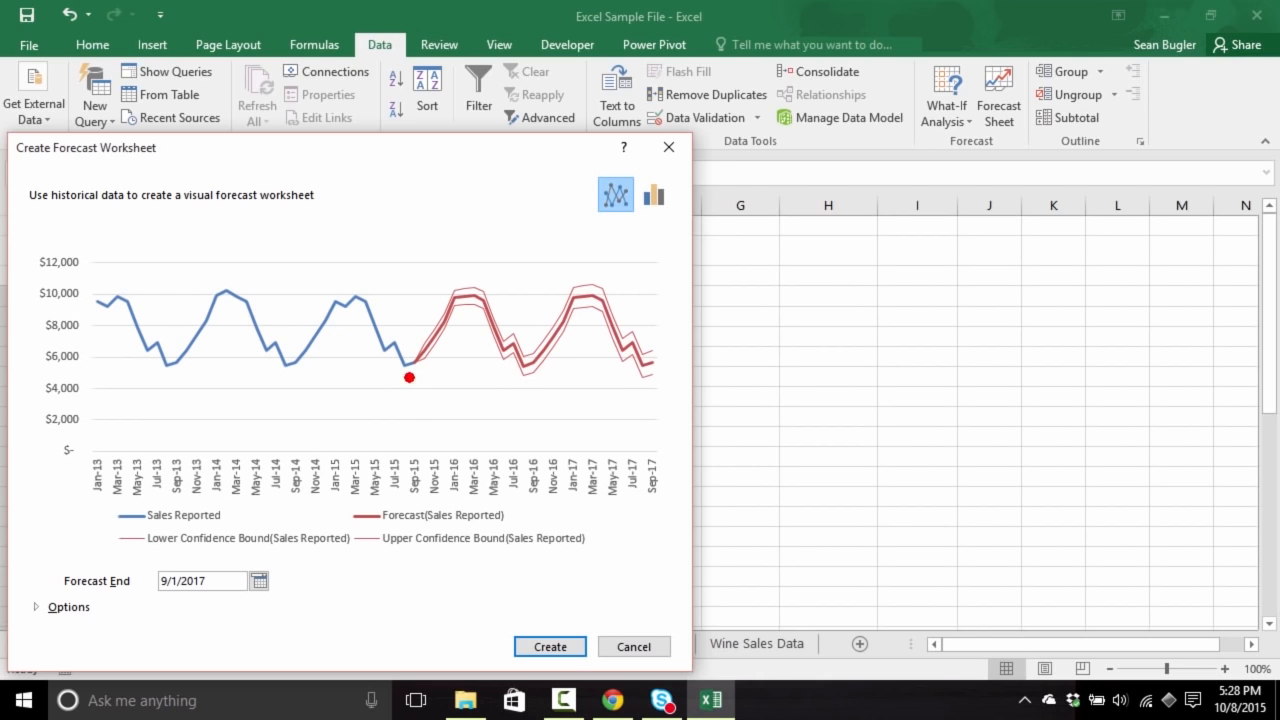 Excel Sample File - Excel
File Home Insert Page Layout Formulas Data Review View Developer Power Pivot Tell me what you want to do... Sean Bugler Share
Get External Data
New Query
Show Queries
From Table
Recent Sources
Refresh All
Connections
Properties
Edit Links
A Z
Z A
Z A
A Z
Sort
Filter
Clear
Reapply
Advanced
Text to Columns
Flash Fill
Remove Duplicates
Data Validation
Consolidate
Relationships
Manage Data Model
Data Tools
What-If Analysis
Forecast Sheet
Forecast
Group
Ungroup
Subtotal
Outline
Create Forecast Worksheet ?
Use historical data to create a visual forecast worksheet
G H I J K L M N
$12,000
$10,000
$8,000
$6,000
$4,000
$2,000
$-
Jan-13 Mar-13 May-13 Jul-13 Sep-13 Nov-13 Jan-14 Mar-14 May-14 Jul-14 Sep-14 Nov-14 Jan-15 Mar-15 May-15 Jul-15 Sep-15 Nov-15 Jan-16 Mar-16 May-16 Jul-16 Sep-16 Nov-16 Jan-17 Mar-17 May-17 Jul-17 Sep-17
Sales Reported Forecast(Sales Reported)
Lower Confidence Bound(Sales Reported) Upper Confidence Bound(Sales Reported)
Forecast End 9/1/2017
Options
Create Cancel
Wine Sales Data
100%
Ask me anything
5:28 PM
10/8/2015